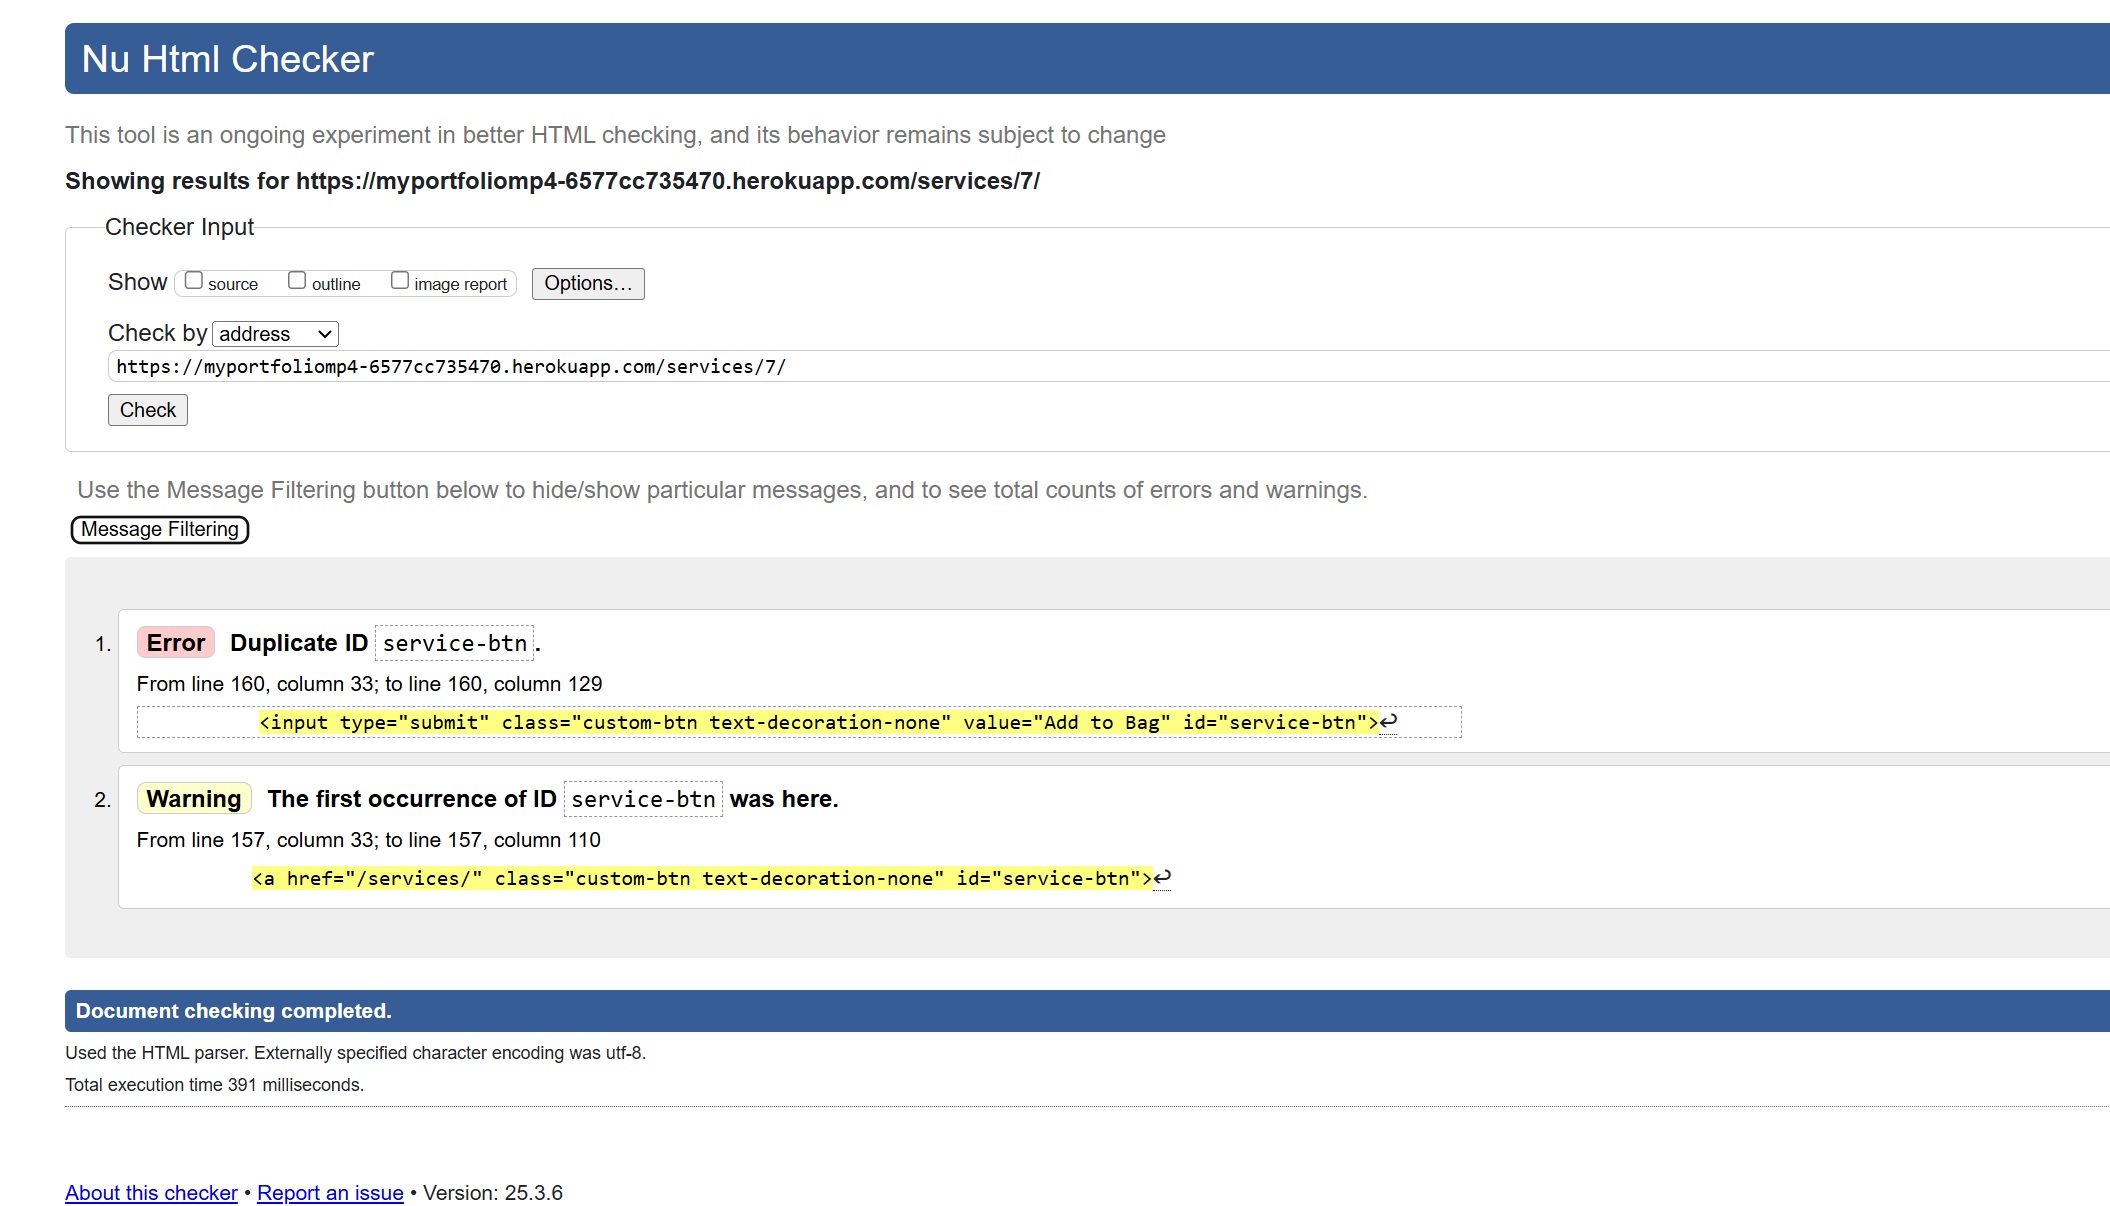 Nu Html Checker
This tool is an ongoing experiment in better HTML checking, and its behavior remains subject to change
Showing results for https://myportfoliomp4-6577cc735470.herokuapp.com/services/7/
Checker Input
Show source outline image report Options...
Check by address
https://myportfoliomp4-6577cc735470.herokuapp.com/services/7/
Check
Use the Message Filtering button below to hide/show particular messages, and to see total counts of errors and warnings.
Message Filtering
1. Error Duplicate ID service-btn.
From line 160, column 33; to line 160, column 129
<input type="submit" class="custom-btn text-decoration-none" value="Add to Bag" id="service-btn">↩
2. Warning The first occurrence of ID service-btn was here.
From line 157, column 33; to line 157, column 110
<a href="/services/" class="custom-btn text-decoration-none" id="service-btn">↩
Document checking completed.
Used the HTML parser. Externally specified character encoding was utf-8.
Total execution time 391 milliseconds.
About this checker • Report an issue • Version: 25.3.6